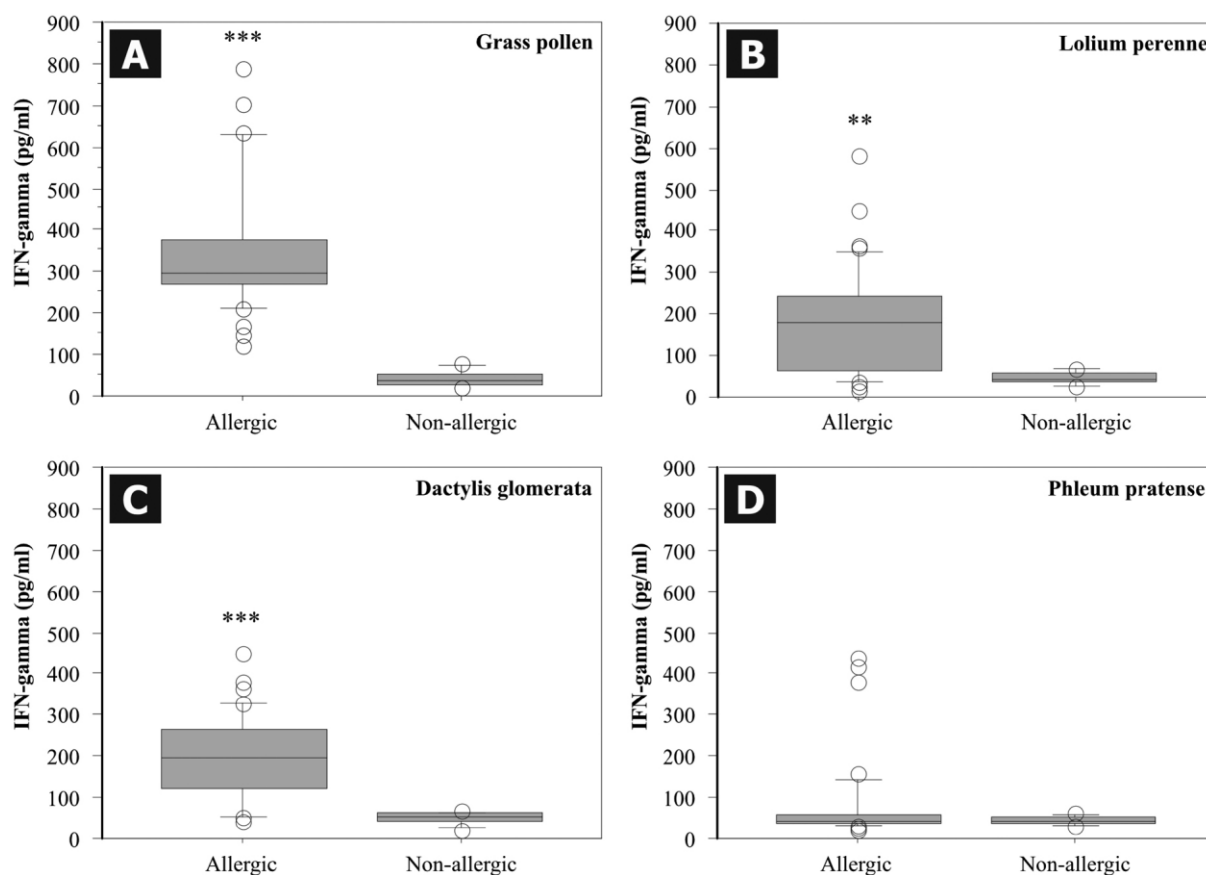 A
***
Grass pollen
900
800
700
600
500
400
300
200
100
0
IFN-gamma (pg/ml)
Allergic
Non-allergic
B
**
Lolium perenne
900
800
700
600
500
400
300
200
100
0
IFN-gamma (pg/ml)
Allergic
Non-allergic
C
***
Dactylis glomerata
900
800
700
600
500
400
300
200
100
0
IFN-gamma (pg/ml)
Allergic
Non-allergic
D
Phleum pratense
900
800
700
600
500
400
300
200
100
0
IFN-gamma (pg/ml)
Allergic
Non-allergic